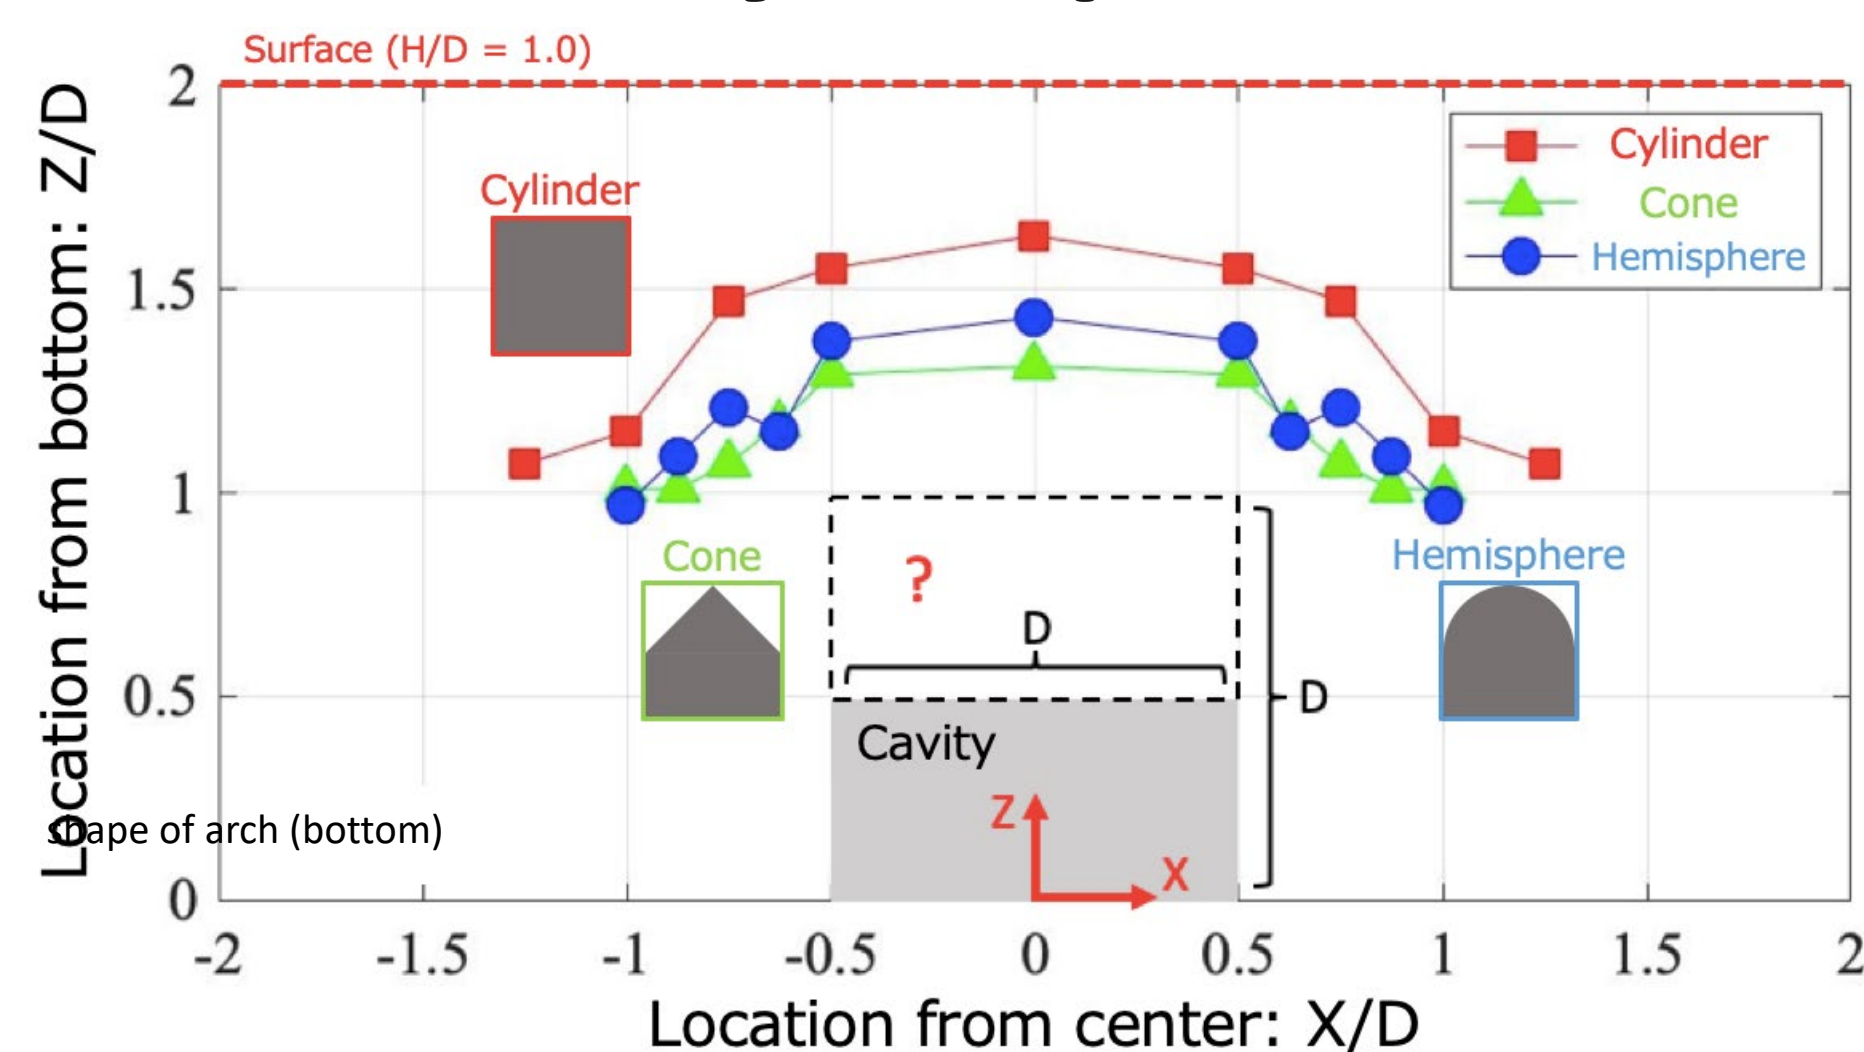 Surface (H/D = 1.0)
2
Cylinder
Cone
Hemisphere
Cylinder
1.5
1
Cone
?
D
Hemisphere
0.5
D
Cavity
Z
shape of arch (bottom)
X
0
-2 -1.5 -1 -0.5 0 0.5 1 1.5 2
Location from center: X/D
Location from bottom: Z/D